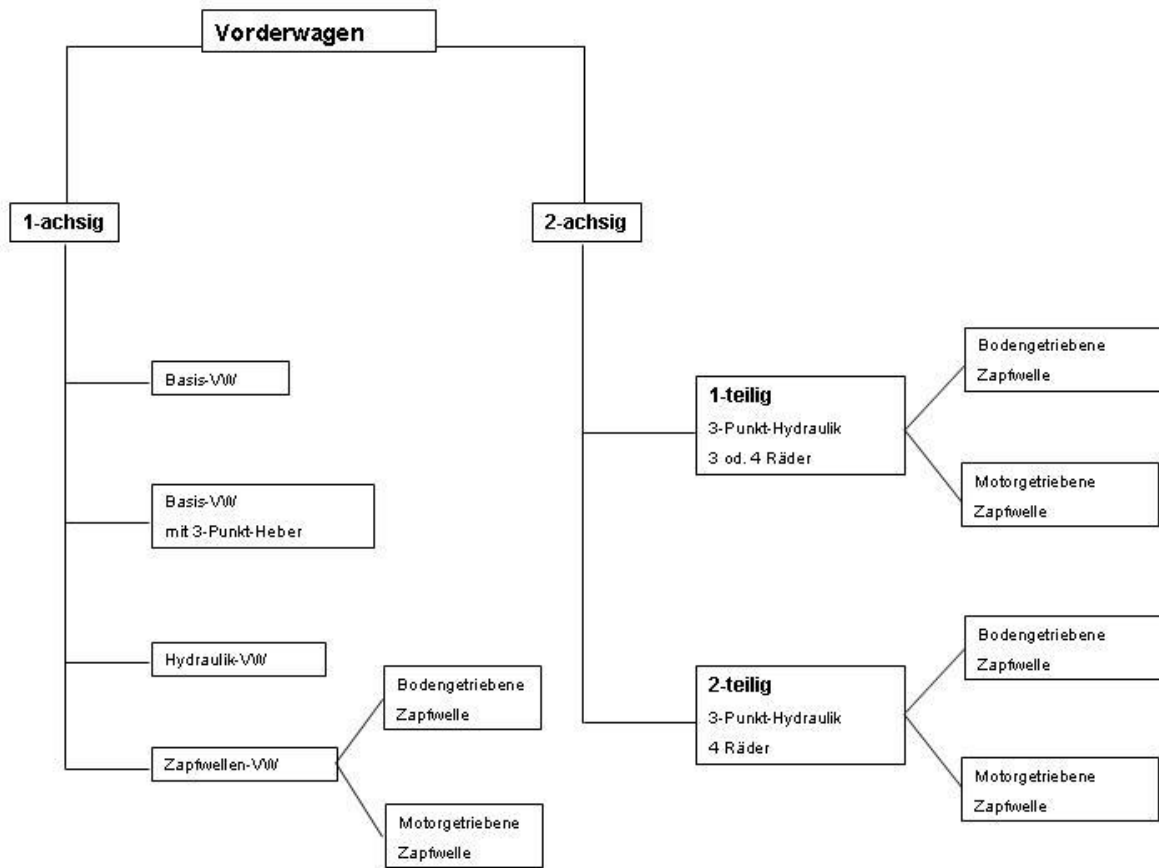 Vorderwagen
1-achsig
Basis-VW
Basis-VW
mit 3-Punkt-Heber
Hydraulik-VW
Zapfwellen-VW
Bodengetriebene
Zapfwelle
Motorgetriebene
Zapfwelle
2-achsig
1-teilig
3-Punkt-Hydraulik
3 od. 4 Räder
Bodengetriebene
Zapfwelle
Motorgetriebene
Zapfwelle
2-teilig
3-Punkt-Hydraulik
4 Räder
Bodengetriebene
Zapfwelle
Motorgetriebene
Zapfwelle